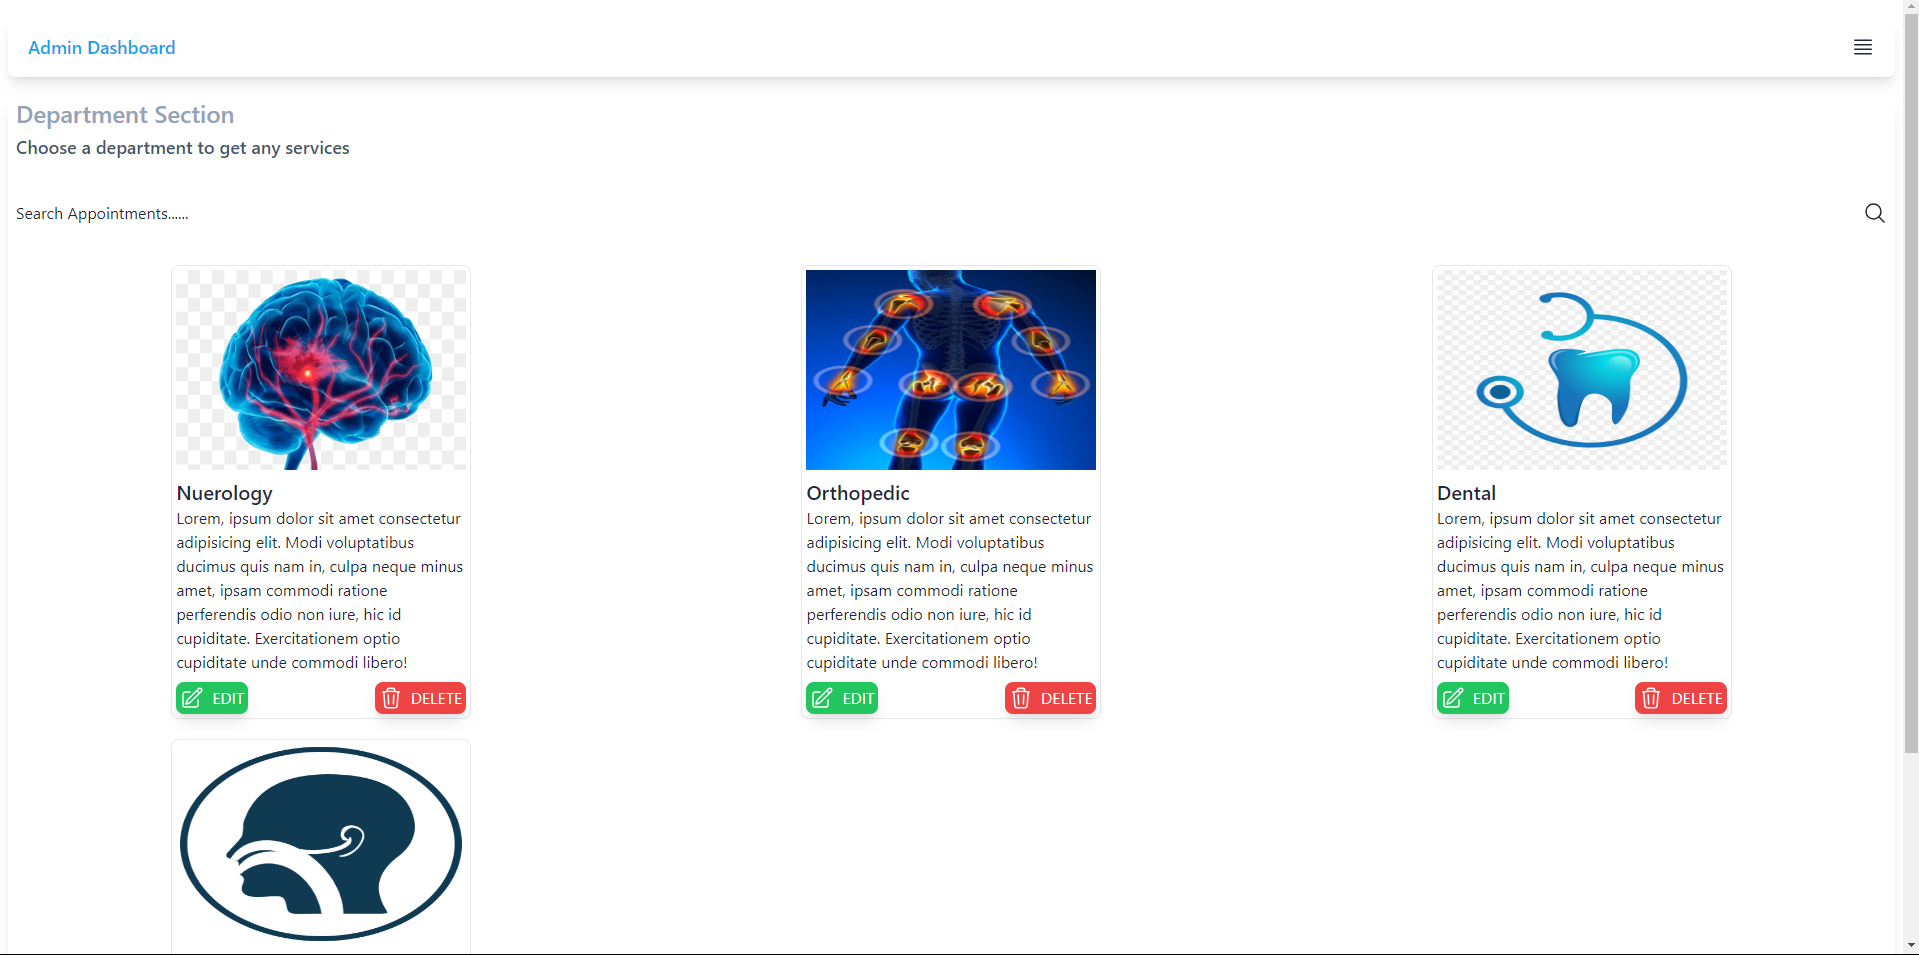 Admin Dashboard
Department Section
Choose a department to get any services
Search Appointments......
Nuerology
Lorem, ipsum dolor sit amet consectetur
adipisicing elit. Modi voluptatibus
ducimus quis nam in, culpa neque minus
amet, ipsam commodi ratione
perferendis odio non iure, hic id
cupiditate. Exercitationem optio
cupiditate unde commodi libero!
EDIT DELETE
Orthopedic
Lorem, ipsum dolor sit amet consectetur
adipisicing elit. Modi voluptatibus
ducimus quis nam in, culpa neque minus
amet, ipsam commodi ratione
perferendis odio non iure, hic id
cupiditate. Exercitationem optio
cupiditate unde commodi libero!
EDIT DELETE
Dental
Lorem, ipsum dolor sit amet consectetur
adipisicing elit. Modi voluptatibus
ducimus quis nam in, culpa neque minus
amet, ipsam commodi ratione
perferendis odio non iure, hic id
cupiditate. Exercitationem optio
cupiditate unde commodi libero!
EDIT DELETE